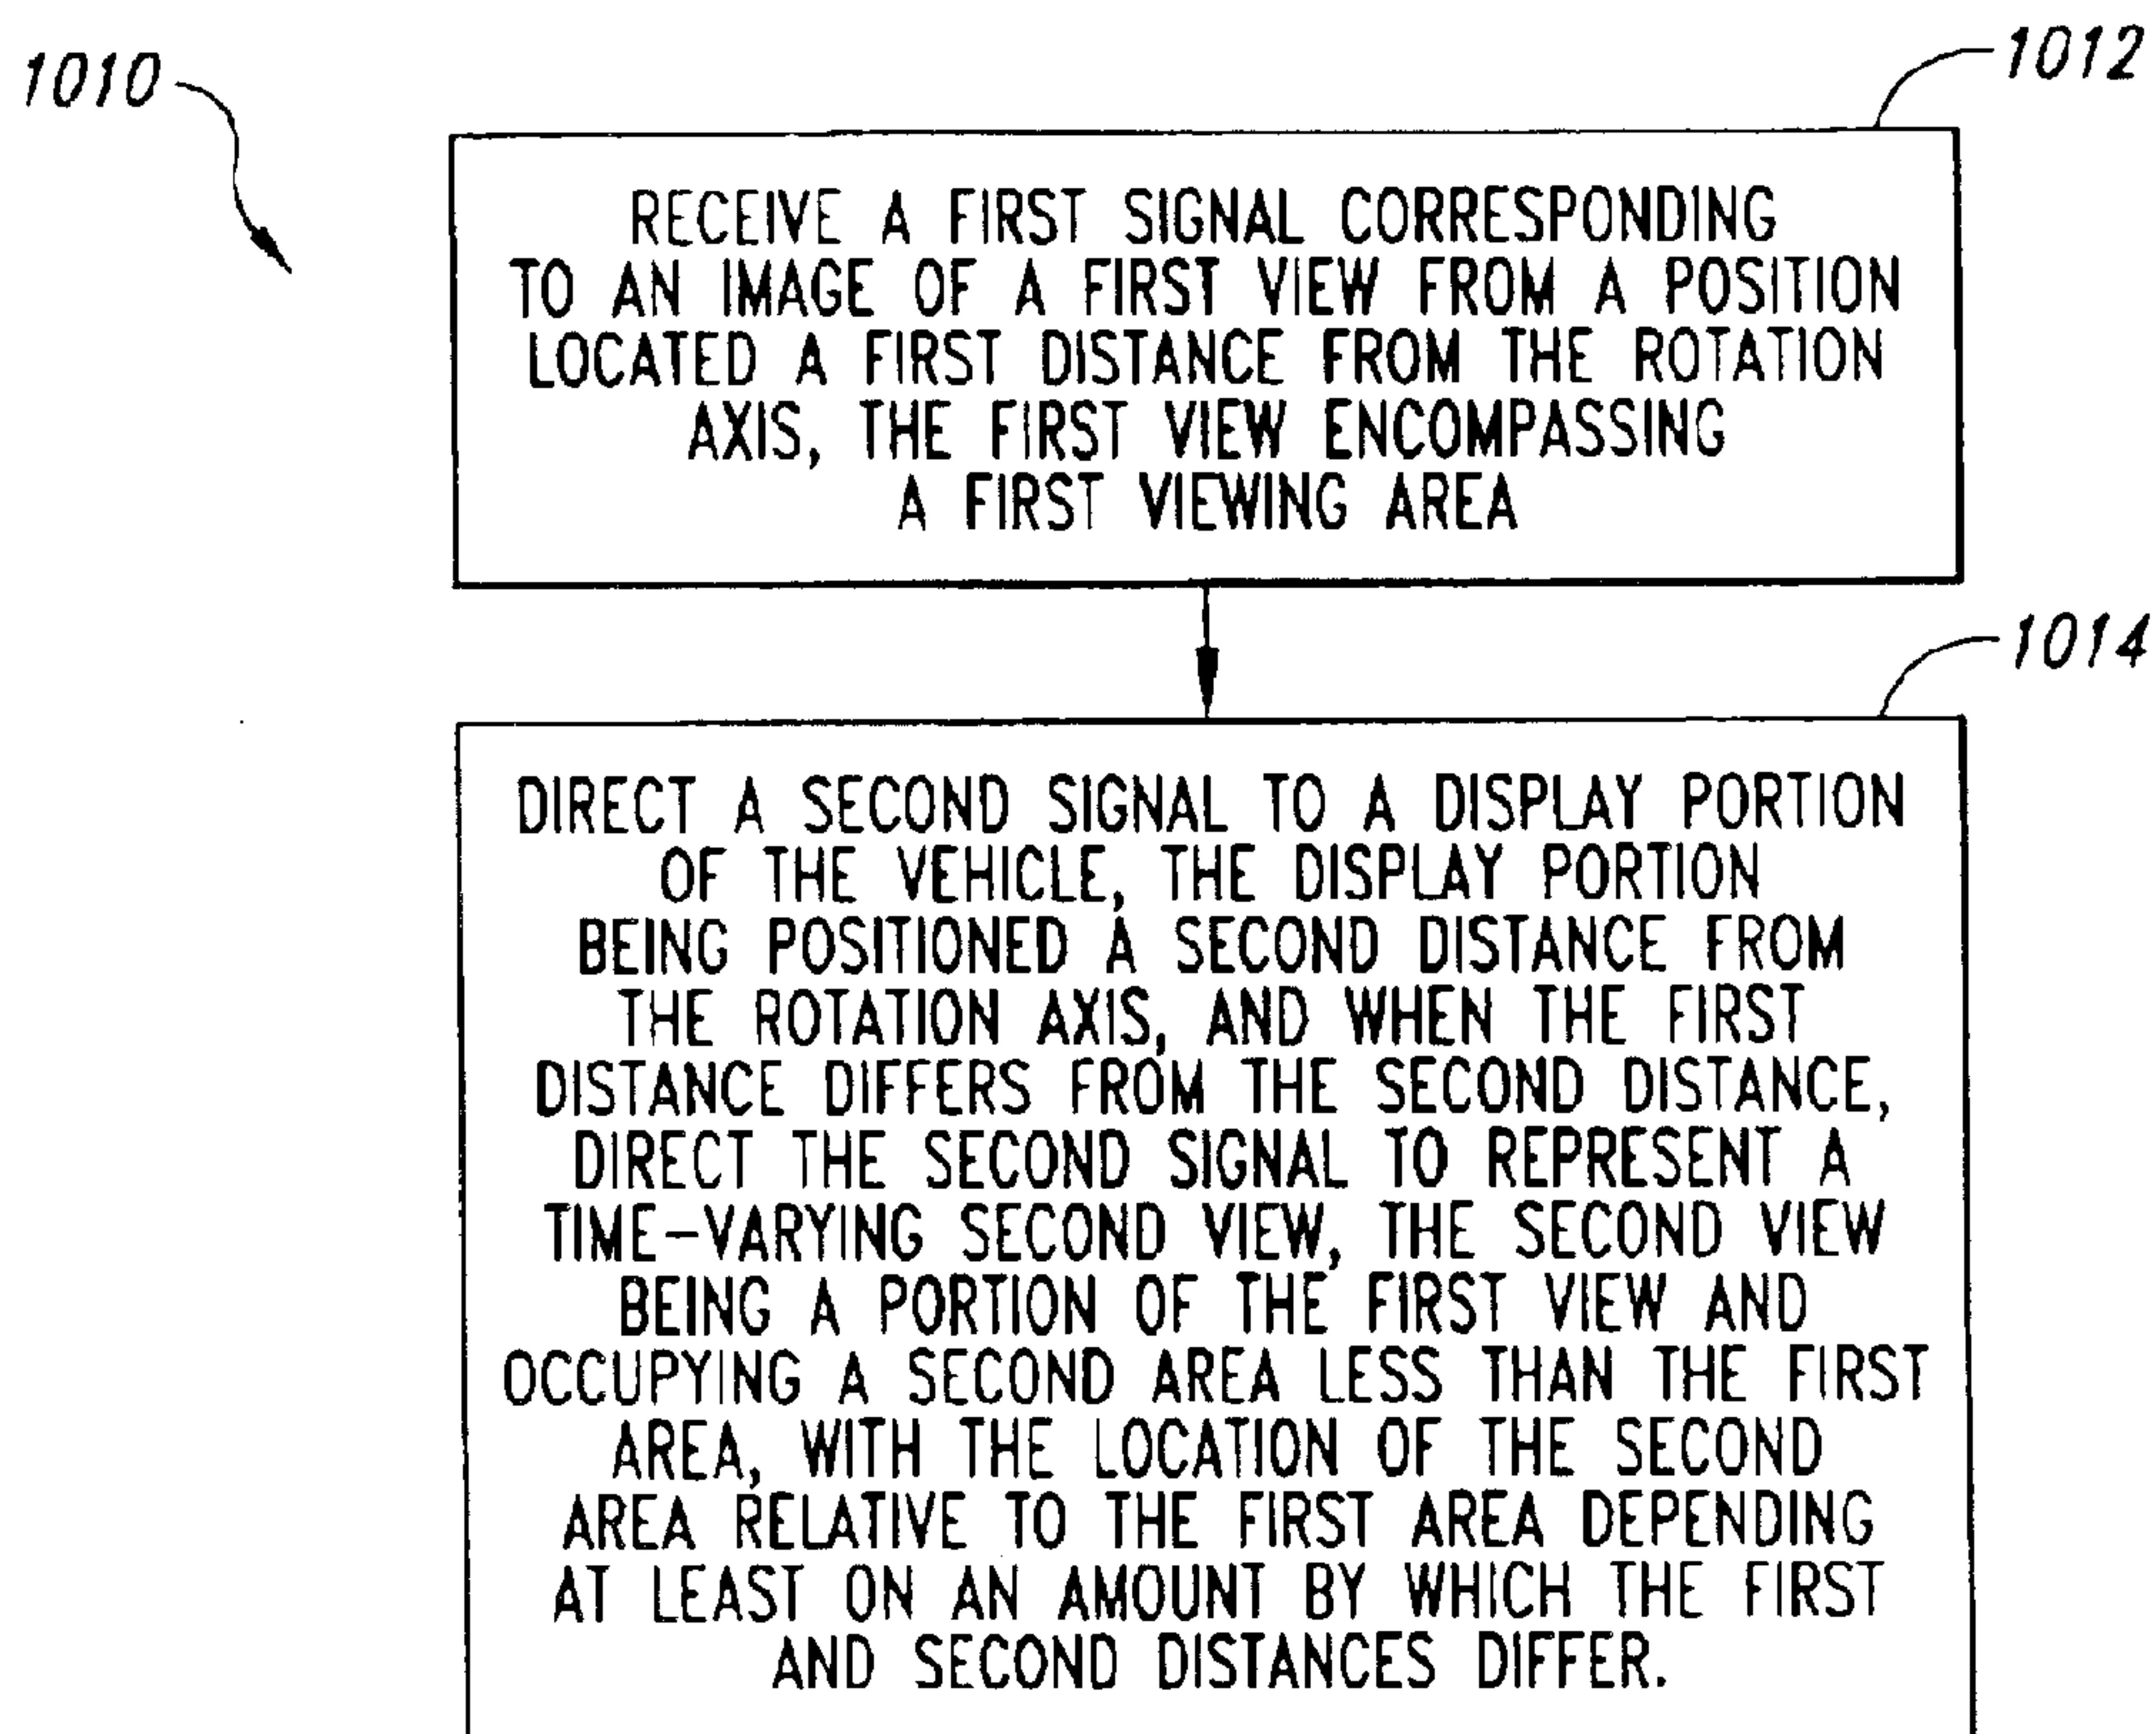 1010
1012
RECEIVE A FIRST SIGNAL CORRESPONDING
TO AN IMAGE OF A FIRST VIEW FROM A POSITION
LOCATED A FIRST DISTANCE FROM THE ROTATION
AXIS, THE FIRST VIEW ENCOMPASSING
A FIRST VIEWING AREA
1014
DIRECT A SECOND SIGNAL TO A DISPLAY PORTION
OF THE VEHICLE, THE DISPLAY PORTION
BEING POSITIONED A SECOND DISTANCE FROM
THE ROTATION AXIS, AND WHEN THE FIRST
DISTANCE DIFFERS FROM THE SECOND DISTANCE,
DIRECT THE SECOND SIGNAL TO REPRESENT A
TIME-VARYING SECOND VIEW, THE SECOND VIEW
BEING A PORTION OF THE FIRST VIEW AND
OCCUPYING A SECOND AREA LESS THAN THE FIRST
AREA, WITH THE LOCATION OF THE SECOND
AREA RELATIVE TO THE FIRST AREA DEPENDING
AT LEAST ON AN AMOUNT BY WHICH THE FIRST
AND SECOND DISTANCES DIFFER.